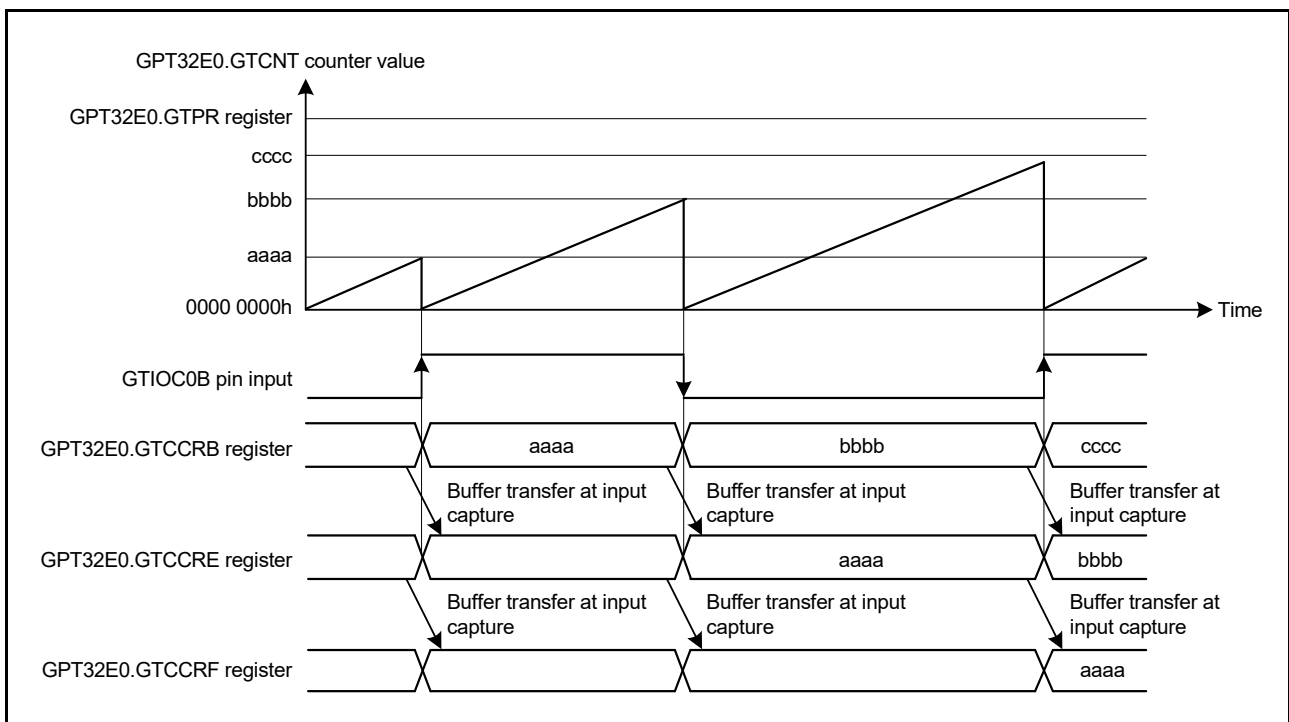 GPT32E0.GTCNT counter value
GPT32E0.GTPR register
cccc
bbbb
aaaa
0000 0000h
Time
GTIOC0B pin input
GPT32E0.GTCCRB register
aaaa
bbbb
cccc
Buffer transfer at input
capture
Buffer transfer at input
capture
Buffer transfer at
input capture
GPT32E0.GTCCRE register
aaaa
bbbb
Buffer transfer at input
capture
Buffer transfer at input
capture
Buffer transfer at
input capture
GPT32E0.GTCCRF register
aaaa